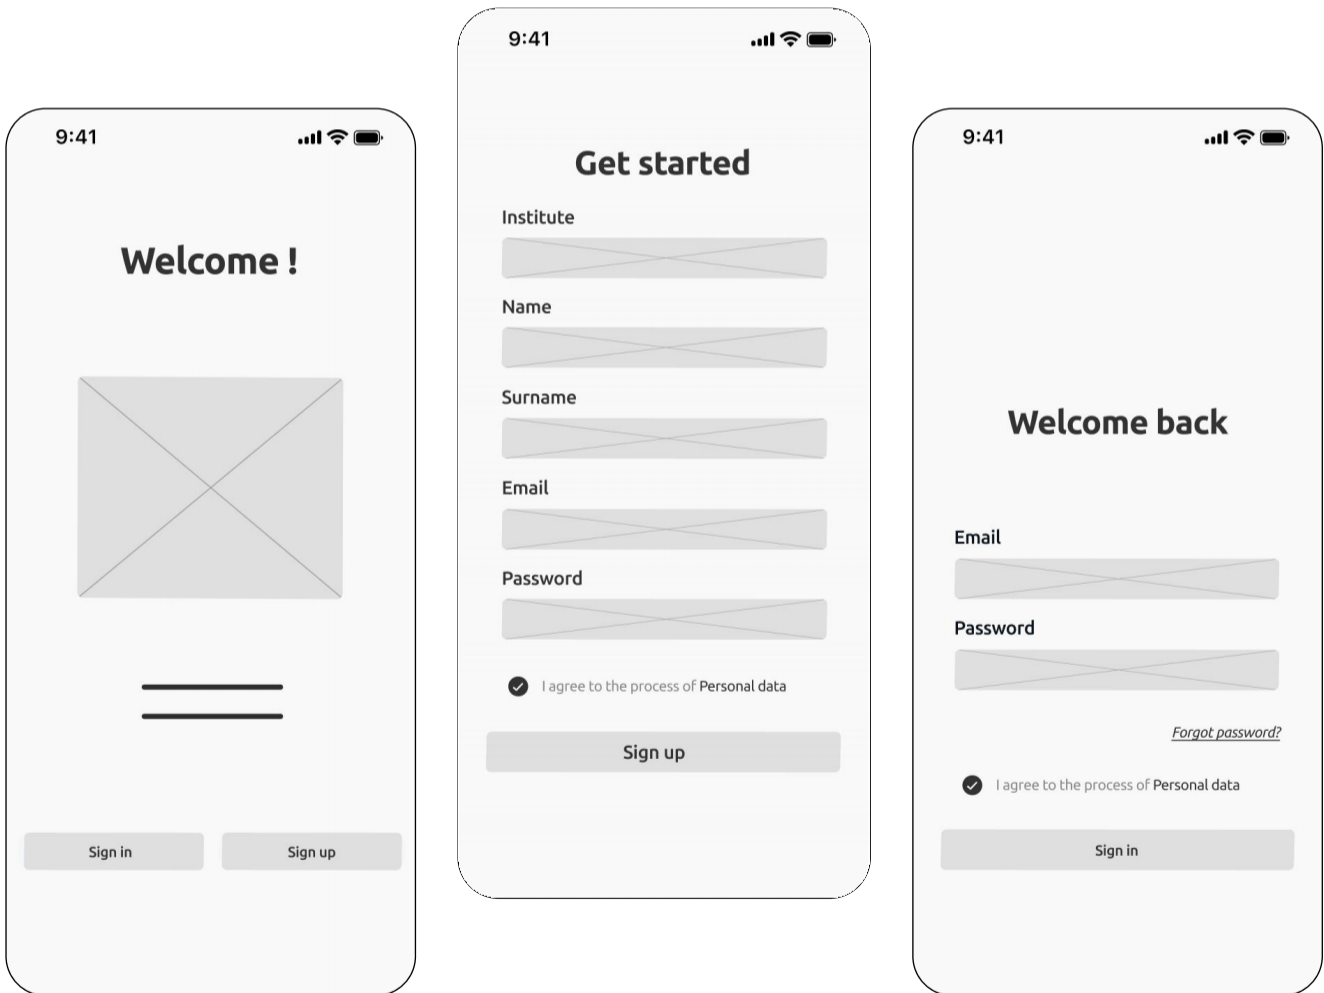 9:41
Welcome !
Sign in
Sign up
9:41
Get started
Institute
Name
Surname
Email
Password
I agree to the process of Personal data
Sign up
9:41
Welcome back
Email
Password
Forgot password?
I agree to the process of Personal data
Sign in